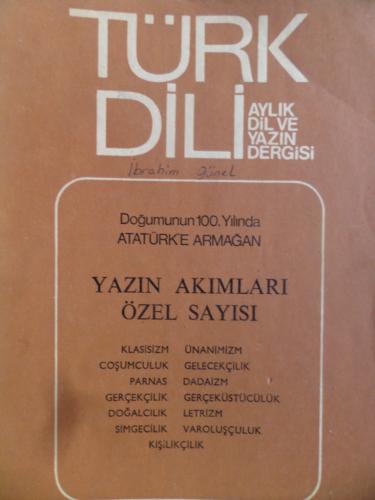 TÜRK
DİLİ
AYLIK
DİL VE
YAZIN
DERGİSİ
İbrahim Günel
Doğumunun 100. Yılında
ATATÜRK'E ARMAĞAN
YAZIN AKIMLARI
ÖZEL SAYISI
KLASİSİZM ÜNANİMİZM
COŞUMCULUK GELECEKÇİLİK
PARNAS DADAİZM
GERÇEKÇİLİK GERÇEKÜSTÜCÜLÜK
DOĞALCILIK LETRİZM
SİMGECİLİK VAROLUŞÇULUK
KİŞİLİKÇİLİK